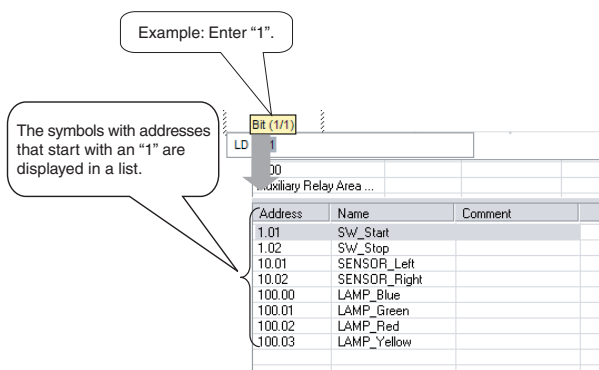 Example: Enter “1”.
Bit (1/1)
The symbols with addresses
that start with an “1” are
displayed in a list.
LD 1
00
Auxiliary Relay Area ...
Address Name Comment
1.01 SW_Start
1.02 SW_Stop
10.01 SENSOR_Left
10.02 SENSOR_Right
100.00 LAMP_Blue
100.01 LAMP_Green
100.02 LAMP_Red
100.03 LAMP_Yellow